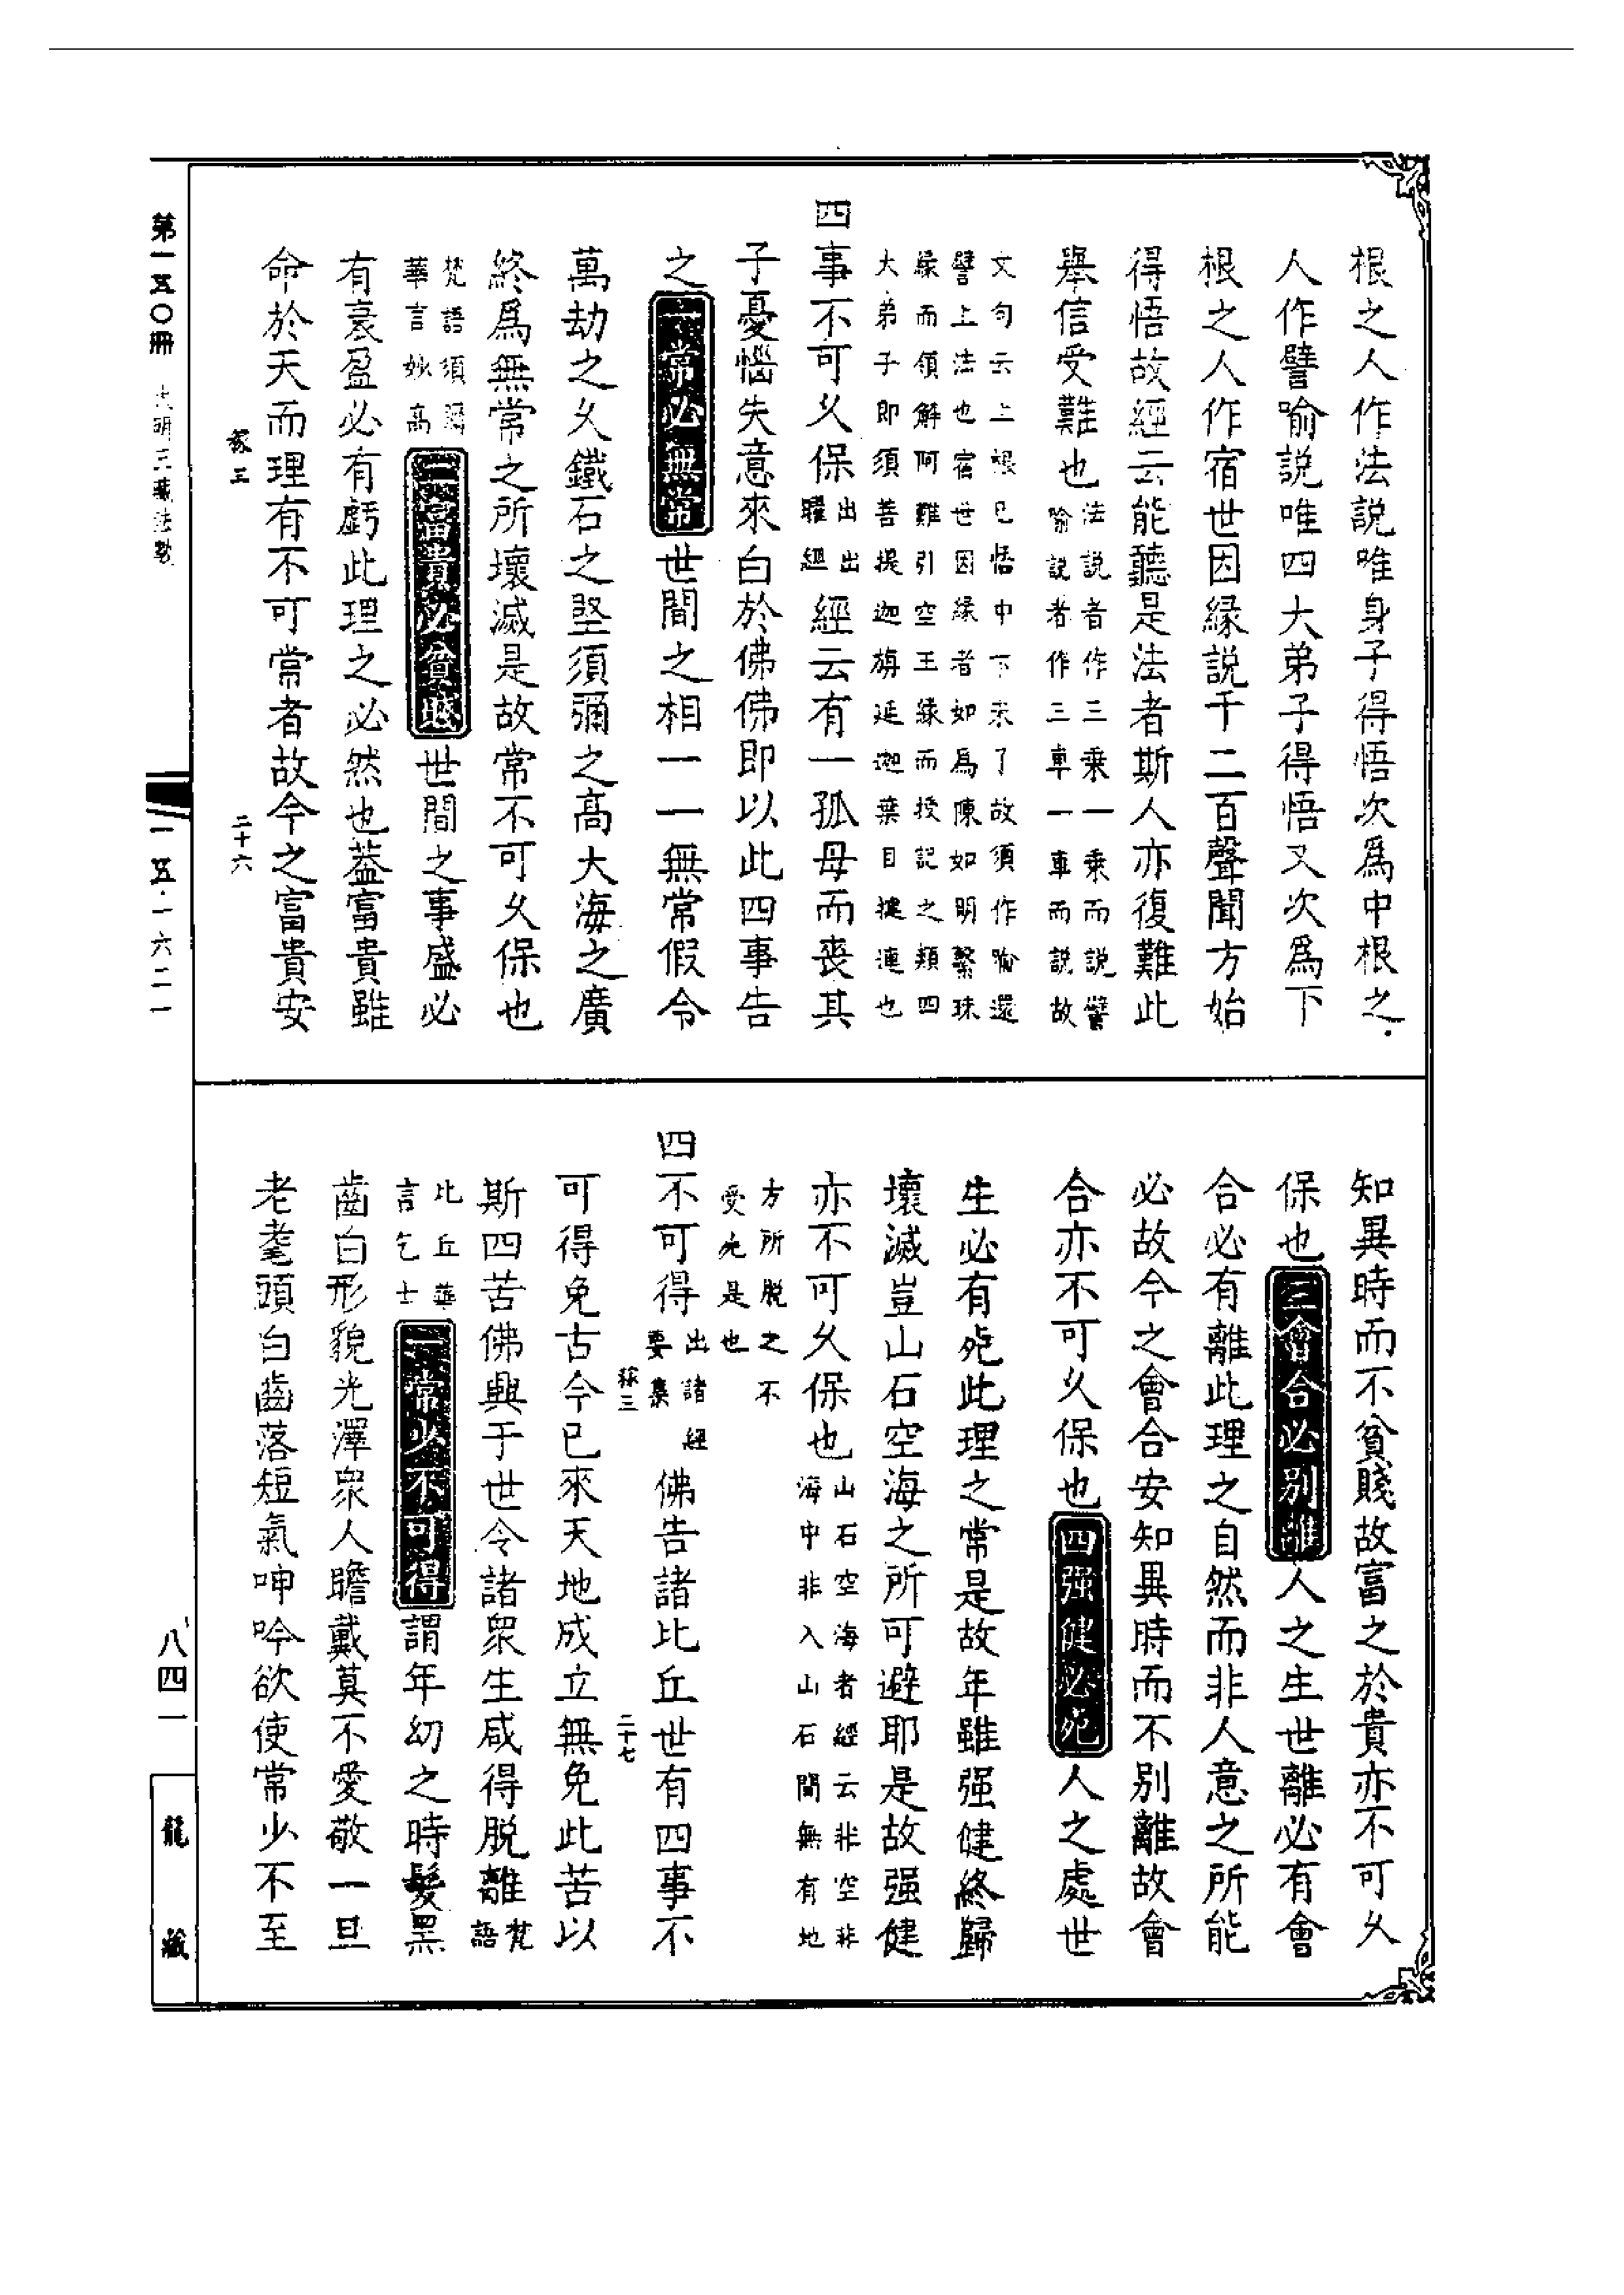 根之人作法説唯身子得悟次爲中根之
人作譬喻説唯四大弟子得悟又次爲下
根之人作宿世因縁説千二百聲聞方始
得悟故經云能聽是法者斯人亦復難此
舉信受難也
法説者作三乘一乘而説譬
喻説者作三車一車而説故
文句云上根已悟中下未了故須作喻還
譬上法也宿世因縁者如爲陳如明繫珠
縁而領解阿難引空王縁而授記之類四
大弟子即須菩提迦旃延迦葉目揵連也
四事不可久保
出出
曜經
經云有一孤母而喪其
子憂惱失意來白於佛佛即以此四事告
之
一常必無常
世間之相一一無常假令
萬劫之久鐵石之堅須彌之高大海之廣
終爲無常之所壞滅是故常不可久保也
梵語須彌
華言妙高
二富貴必貧賤
世間之事盛必
有衰盈必有虧此理之必然也葢富貴雖
命於天而理有不可常者故今之富貴安
稼三
二十六
知異時而不貧賤故富之於貴亦不可久
保也
三會合必別離
人之生世離必有會
合必有離此理之自然而非人意之所能
必故今之會合安知異時而不別離故會
合亦不可久保也
四强健必死
人之處世
生必有死此理之常是故年雖强健終歸
壞滅豈山石空海之所可避耶是故强健
亦不可久保也
山石空海者經云非空非
海中非入山石間無有地
方所脱之不
受死是也
四不可得
出諸經
要集
佛告諸比丘世有四事不
稼三
二十七
可得免古今已來天地成立無免此苦以
斯四苦佛興于世令諸衆生咸得脱離
梵
語
比丘華
言乞士
一常少不可得
謂年幼之時髮黑
齒白形貌光澤衆人瞻戴莫不愛敬一旦
老耄頭白齒落短氣呻吟欲使常少不至
第一五〇冊
大明三藏法數
一五·一六二一
八四一
龍藏